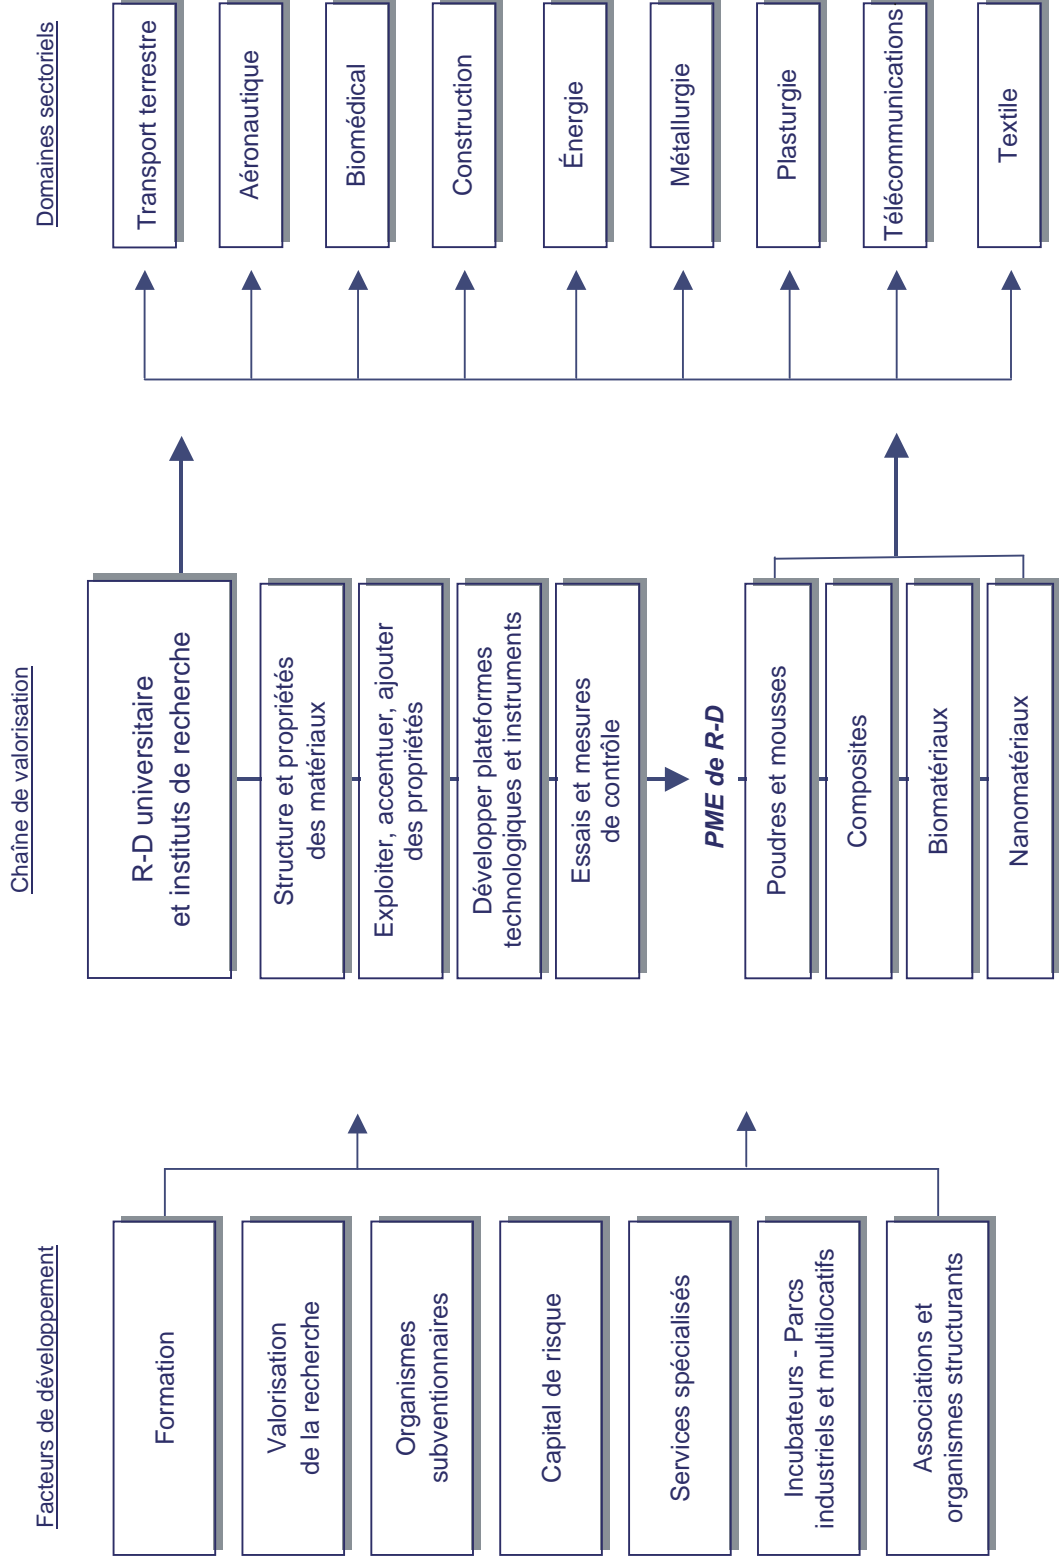 Facteurs de développement
Formation
Valorisation
de la recherche
Organismes
subventionnaires
Capital de risque
Services spécialisés
Incubateurs - Parcs
industriels et multilocatifs
Associations et
organismes structurants
Chaîne de valorisation
R-D universitaire
et instituts de recherche
Structure et propriétés
des matériaux
Exploiter, accentuer, ajouter
des propriétés
Développer plateformes
technologiques et instruments
Essais et mesures
de contrôle
PME de R-D
Poudres et mousses
Composites
Biomatériaux
Nanomatériaux
Domaines sectoriels
Transport terrestre
Aéronautique
Biomédical
Construction
Énergie
Métallurgie
Plasturgie
Télécommunications
Textile